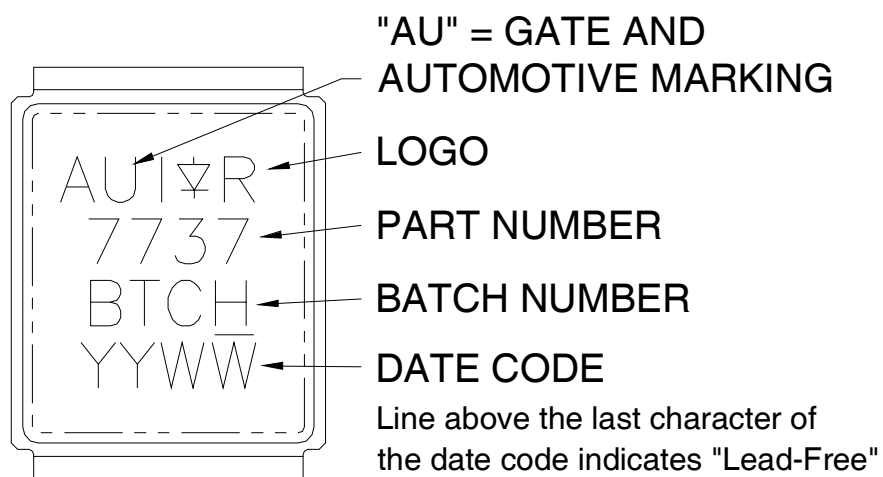 "AU" = GATE AND
AUTOMOTIVE MARKING
AUI R
LOGO
7737
PART NUMBER
BTCH
BATCH NUMBER
YYWW̅
DATE CODE
Line above the last character of
the date code indicates "Lead-Free"